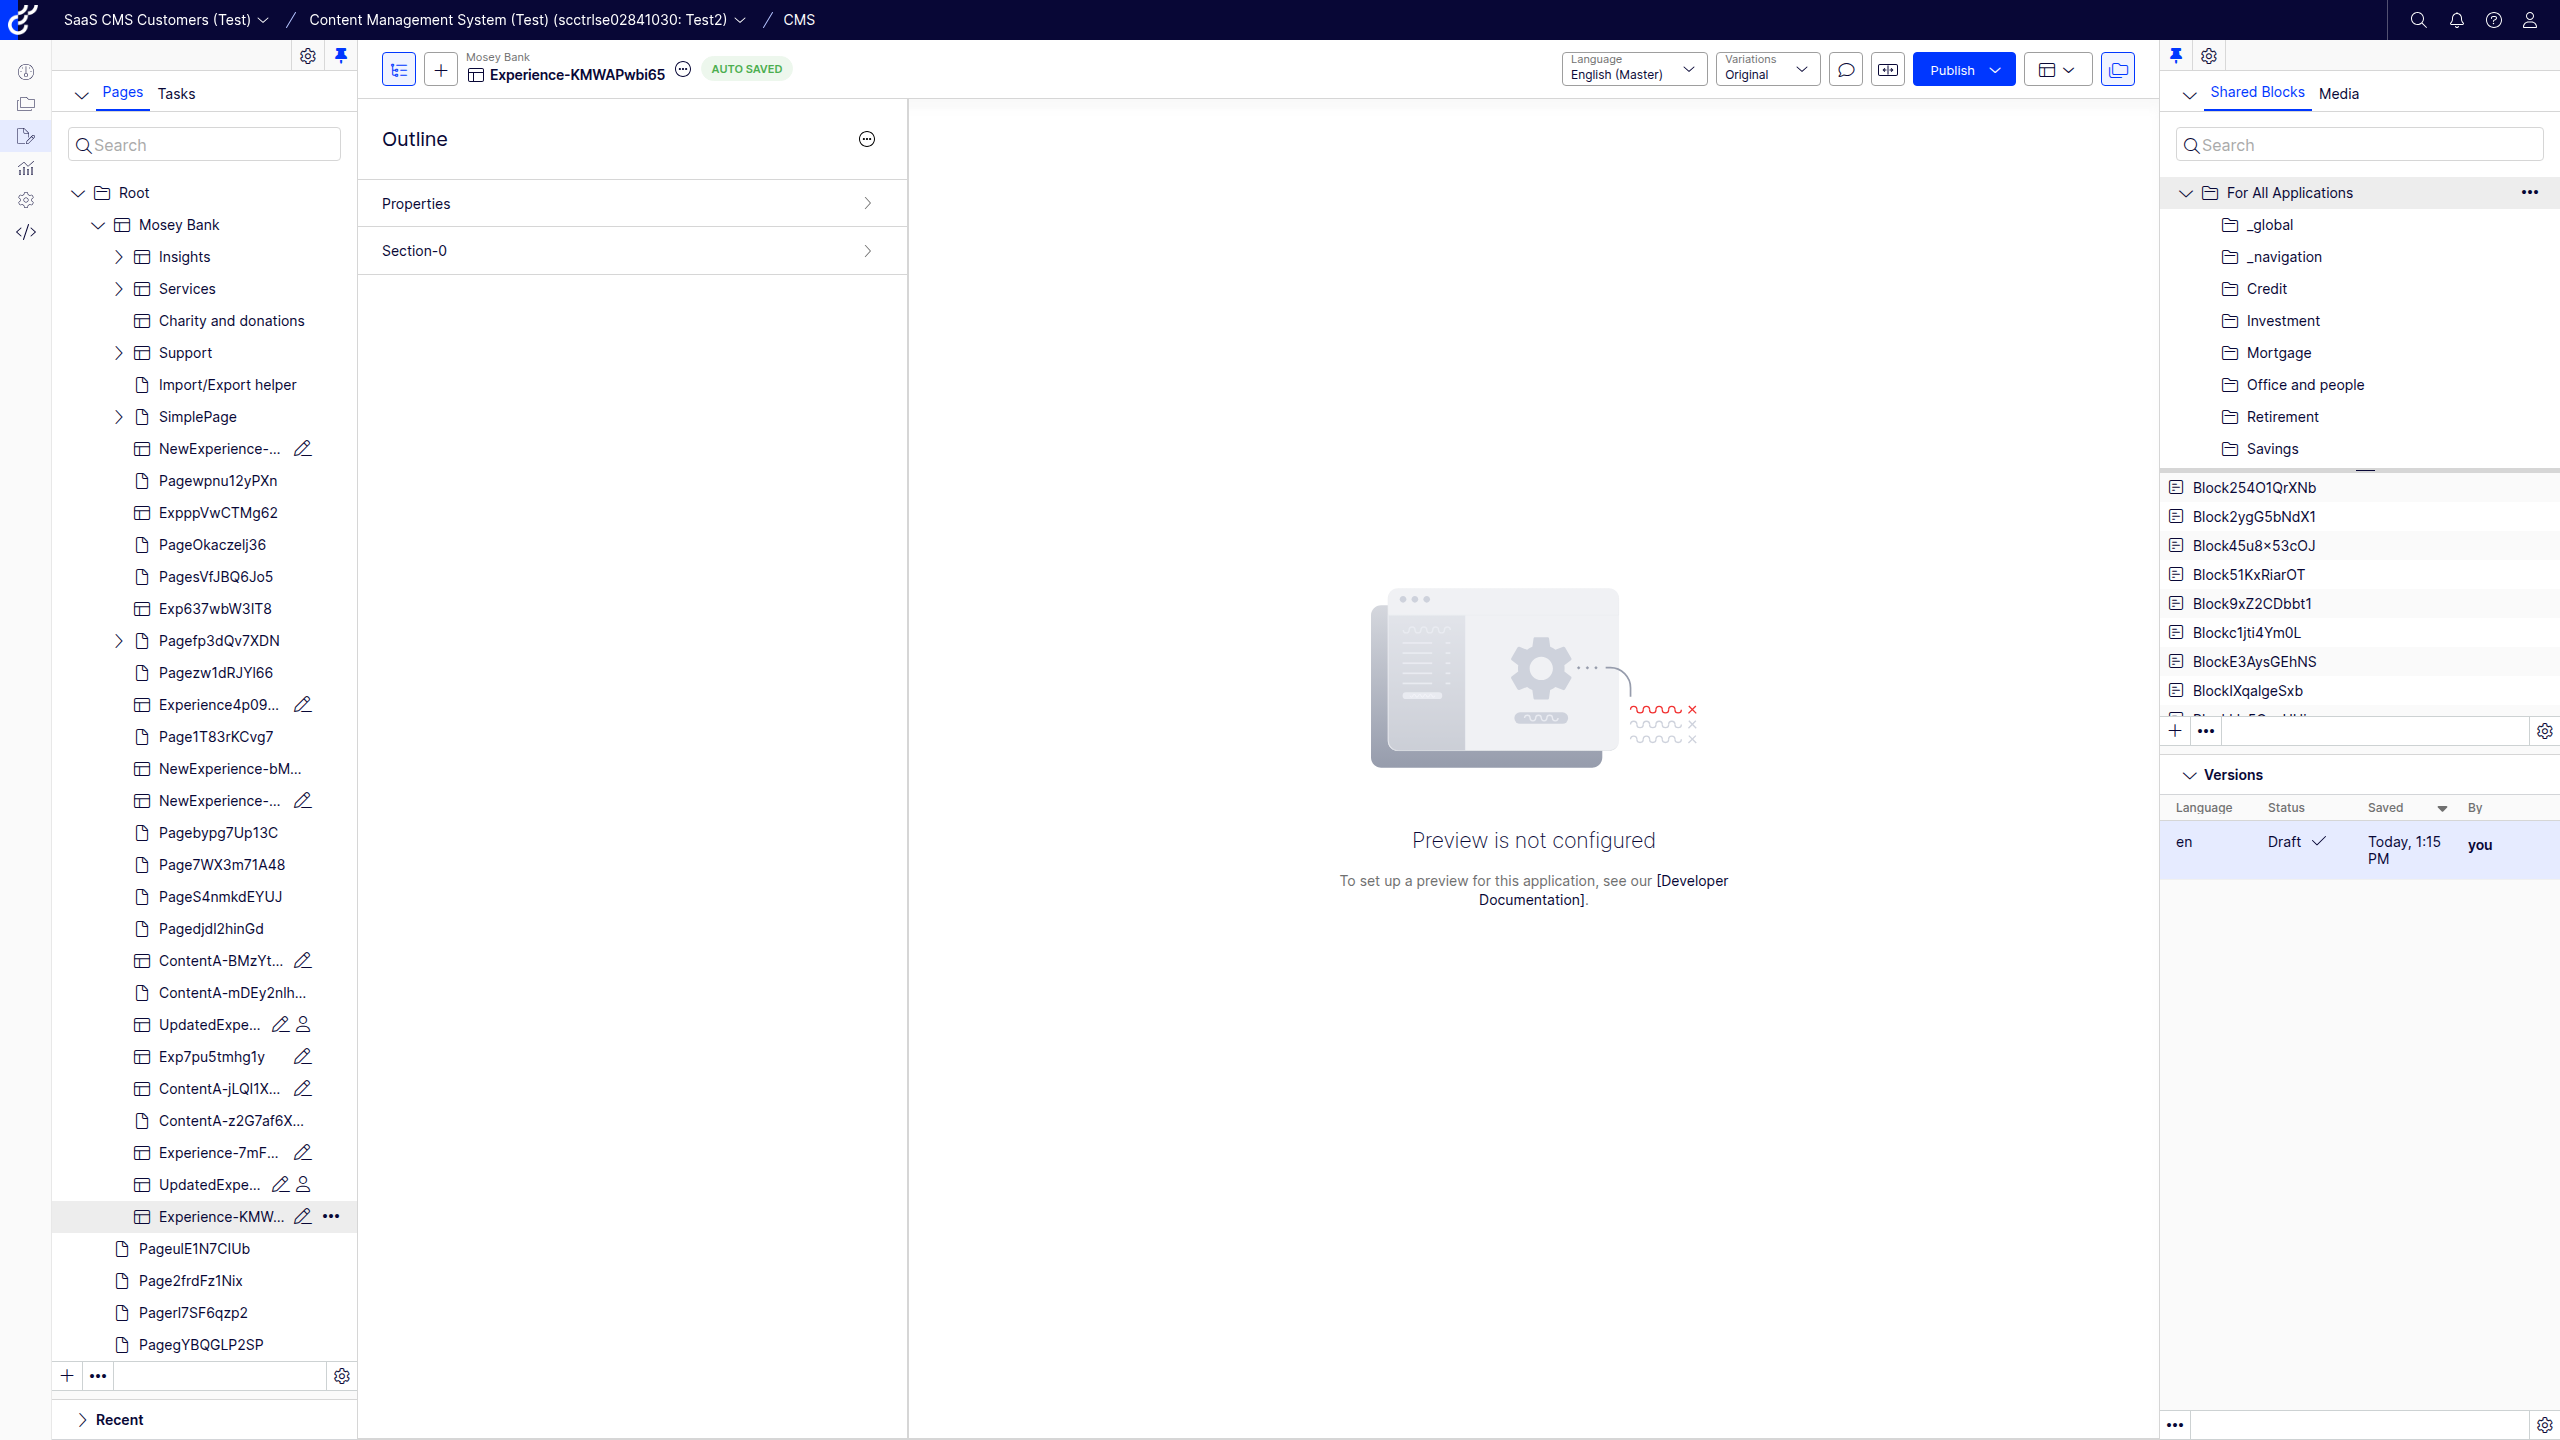 SaaS CMS Customers (Test)
Content Management System (Test) (scctrlse02841030: Test2)
CMS
Pages
Tasks
Search
Root
Mosey Bank
Insights
Services
Charity and donations
Support
Import/Export helper
SimplePage
NewExperience-...
Pagewpnu12yPXn
ExpppVwCTMg62
PageOkaczelj36
PagesVfJBQ6Jo5
Exp637wbW3IT8
Pagefp3dQv7XDN
Pagezw1dRJYl66
Experience4p09...
Page1T83rKCvg7
NewExperience-bM...
NewExperience-...
Pagebypg7Up13C
Page7WX3m71A48
PageS4nmkdEYUJ
Pagedjdl2hinGd
ContentA-BMzYt...
ContentA-mDEy2nlh...
UpdatedExpe...
Exp7pu5tmhg1y
ContentA-jLQI1X...
ContentA-z2G7af6X...
Experience-7mF...
UpdatedExpe...
Experience-KMW...
PageulE1N7CIUb
Page2frdFz1Nix
Pagerl7SF6qzp2
PagegYBQGLP2SP
Recent
Mosey Bank
Experience-KMWAPwbi65
AUTO SAVED
Language
English (Master)
Variations
Original
Publish
Outline
Properties
Section-0
Preview is not configured
To set up a preview for this application, see our [Developer
Documentation].
Shared Blocks
Media
Search
For All Applications
_global
_navigation
Credit
Investment
Mortgage
Office and people
Retirement
Savings
Block254O1QrXNb
Block2ygG5bNdX1
Block45u8x53cOJ
Block51KxRiarOT
Block9xZ2CDbbt1
Blockc1jti4Ym0L
BlockE3AysGEhNS
BlockIXqalgeSxb
Versions
Language
Status
Saved
By
en
Draft
Today, 1:15
PM
you